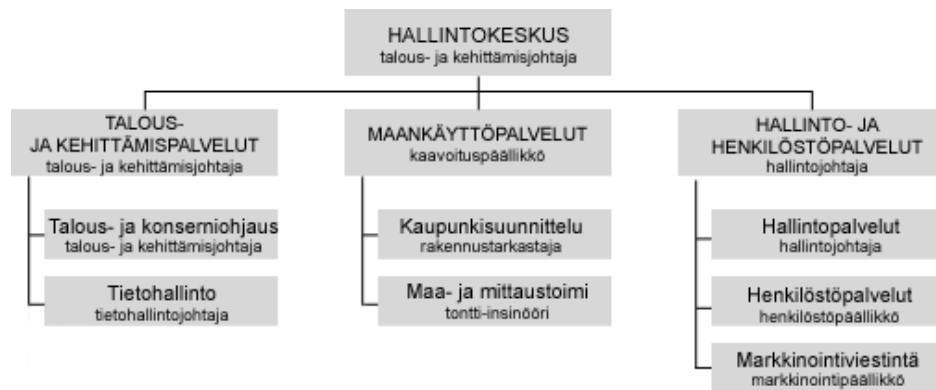 HALLINTOKESKUS
talous- ja kehittämisjohtaja
TALOUS-
JA KEHITTÄMISPALVELUT
talous- ja kehittämisjohtaja
Talous- ja konserniohjaus
talous- ja kehittämisjohtaja
Tietohallinto
tietohallintojohtaja
MAANKÄYTTÖPALVELUT
kaavoituspäällikkö
Kaupunkisuunnittelu
rakennustarkastaja
Maa- ja mittaustoimi
tontti-insinööri
HALLINTO- JA
HENKILÖSTÖPALVELUT
hallintojohtaja
Hallintopalvelut
hallintojohtaja
Henkilöstöpalvelut
henkilöstöpäällikkö
Markkinointiviestintä
markkinointipäällikkö